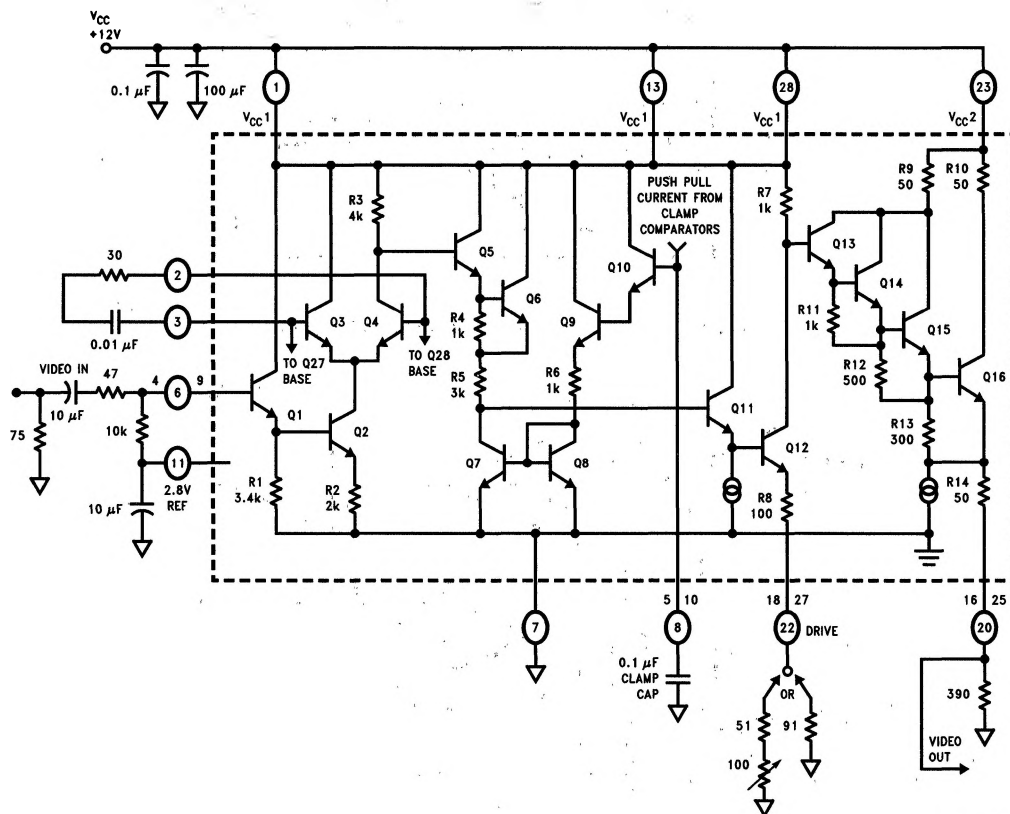 VCC
+12V
0.1 µF
100 µF
1
13
28
23
VCC1
VCC1
VCC1
VCC2
R3
4k
PUSH PULL
CURRENT FROM
CLAMP
COMPARATORS
R7
1k
R9
50
R10
50
30
2
3
0.01 µF
Q3
Q4
TO Q27
BASE
TO Q28
BASE
Q5
Q6
R4
1k
R5
3k
Q9
Q10
R6
1k
Q13
Q14
R11
1k
Q15
R12
500
Q16
R13
300
R14
50
VIDEO IN
47
10 µF
75
4
6
9
10k
11
2.8V
REF
10 µF
Q1
R1
3.4k
Q2
R2
2k
Q7
Q8
Q11
Q12
R8
100
7
5
10
8
0.1 µF
CLAMP
CAP
18
27
22
DRIVE
OR
51
91
100
16
25
20
390
VIDEO
OUT